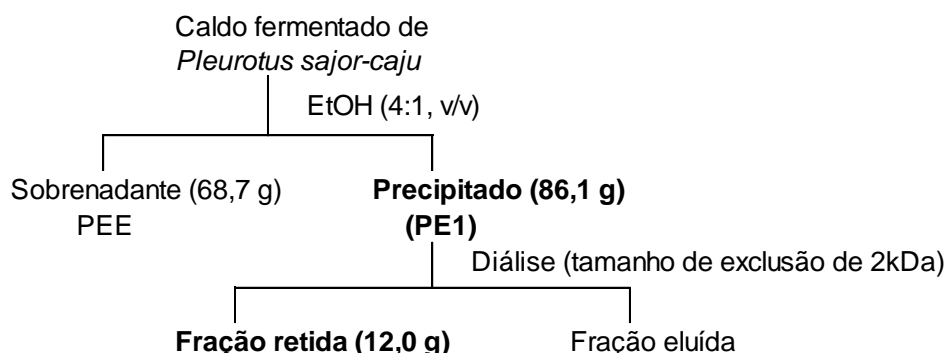 Caldo fermentado de
Pleurotus sajor-caju
EtOH (4:1, v/v)
Sobrenadante (68,7 g)
PEE
Precipitado (86,1 g)
(PE1)
Diálise (tamanho de exclusão de 2kDa)
Fração retida (12,0 g)
Fração eluída